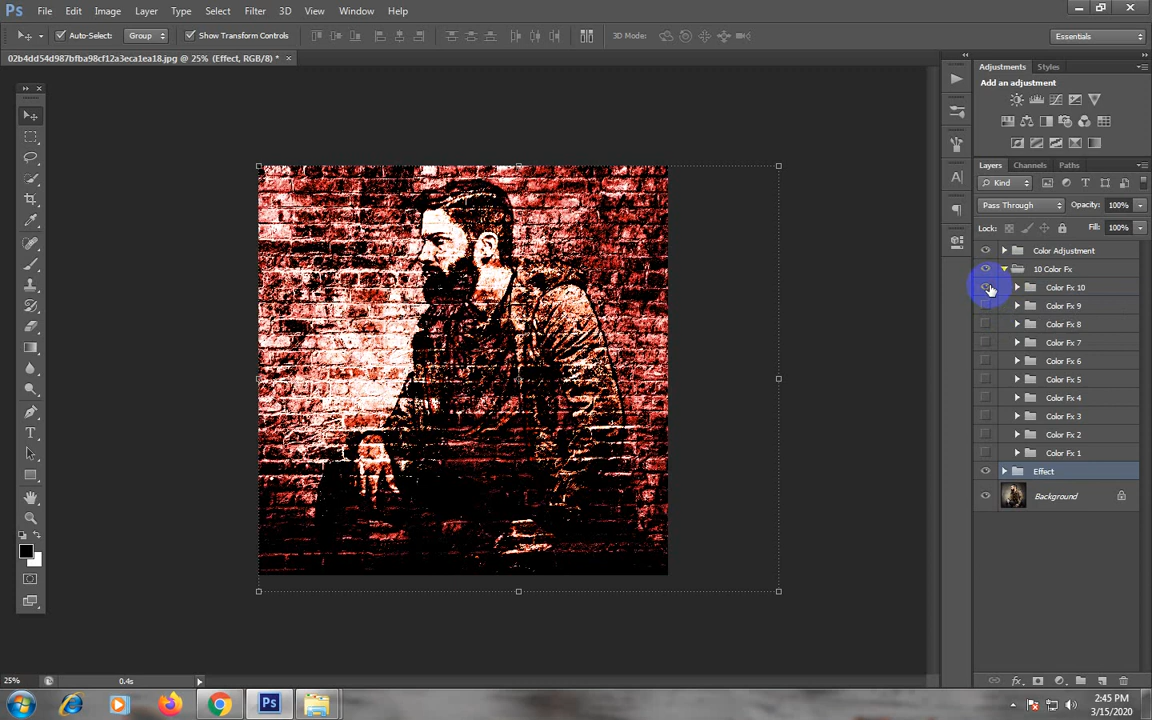 Ps File Edit Image Layer Type Select Filter 3D View Window Help
Auto-Select: Group Show Transform Controls 3D Mode: Essentials
02b4dd54d987bfba98cf12a3eca1ea18.jpg @ 25% (Effect, RGB/8) *
Adjustments Styles
Add an adjustment
Layers Channels Paths
Kind
Pass Through Opacity: 100%
Lock: Fill: 100%
Color Adjustment
10 Color Fx
Color Fx 10
Color Fx 9
Color Fx 8
Color Fx 7
Color Fx 6
Color Fx 5
Color Fx 4
Color Fx 3
Color Fx 2
Color Fx 1
Effect
Background
25% 0.4s
Ps
2:45 PM
3/15/2020